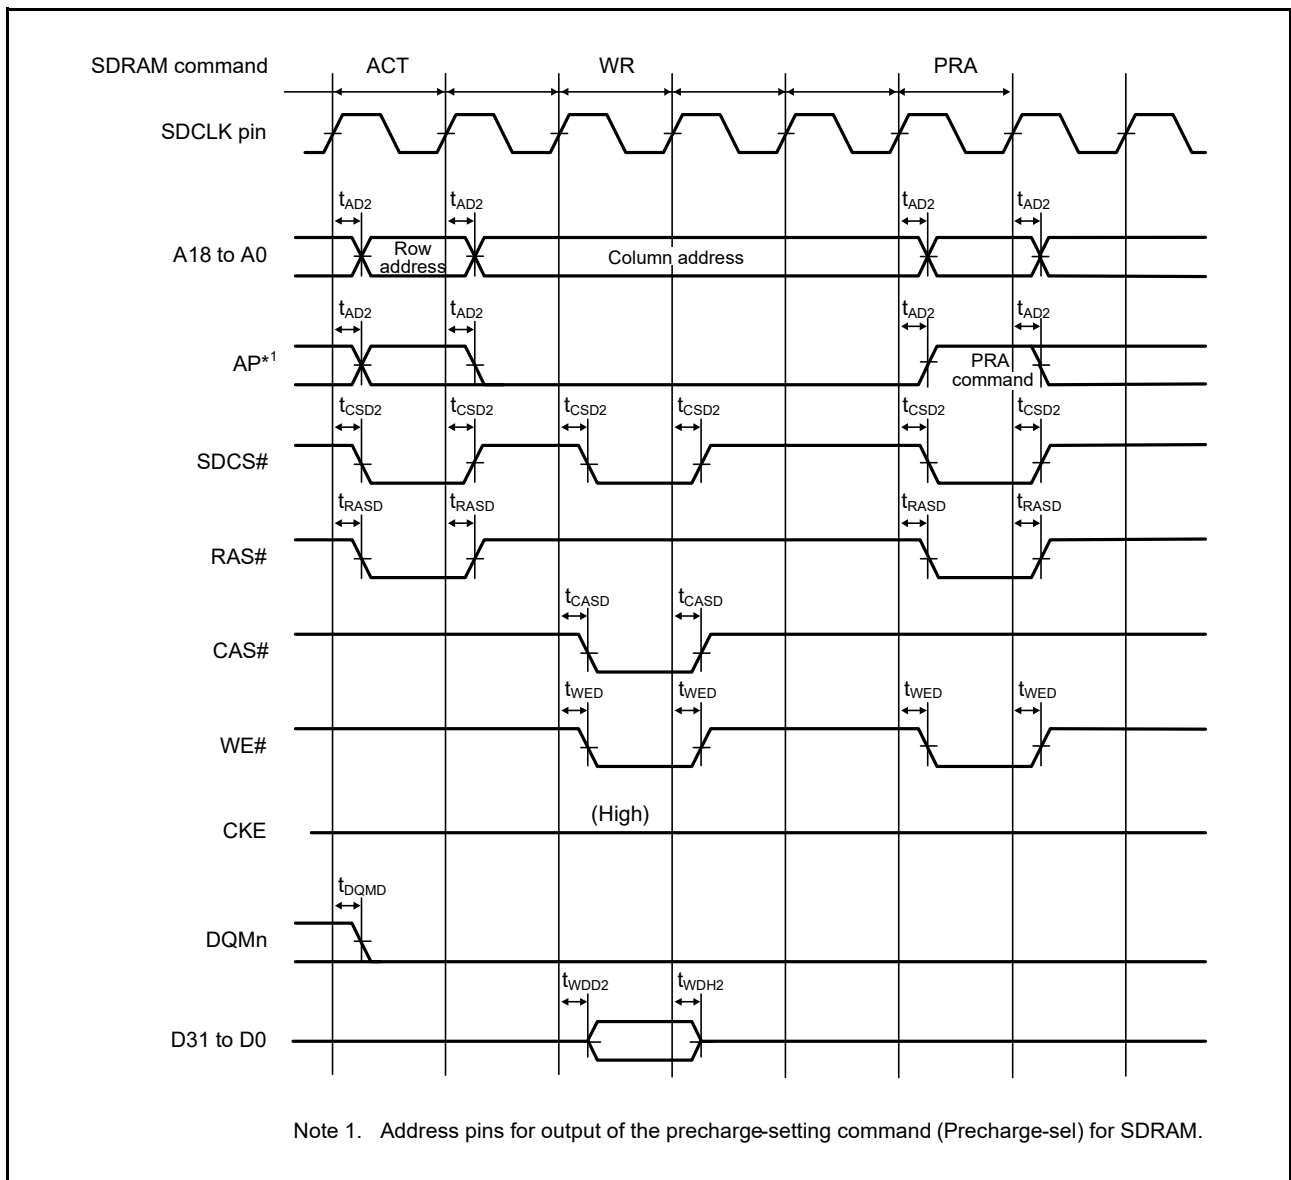 SDRAM command ACT WR PRA
SDCLK pin
tAD2 tAD2 tAD2 tAD2
A18 to A0
Row address
Column address
tAD2 tAD2 tAD2 tAD2
AP*1
PRA command
tCSD2 tCSD2 tCSD2 tCSD2 tCSD2 tCSD2
SDCS#
tRASD tRASD tRASD tRASD
RAS#
tCASD tCASD
CAS#
tWED tWED tWED tWED
WE#
(High)
CKE
tDQMD
DQMn
tWDD2 tWDH2
D31 to D0
Note 1. Address pins for output of the precharge-setting command (Precharge-sel) for SDRAM.